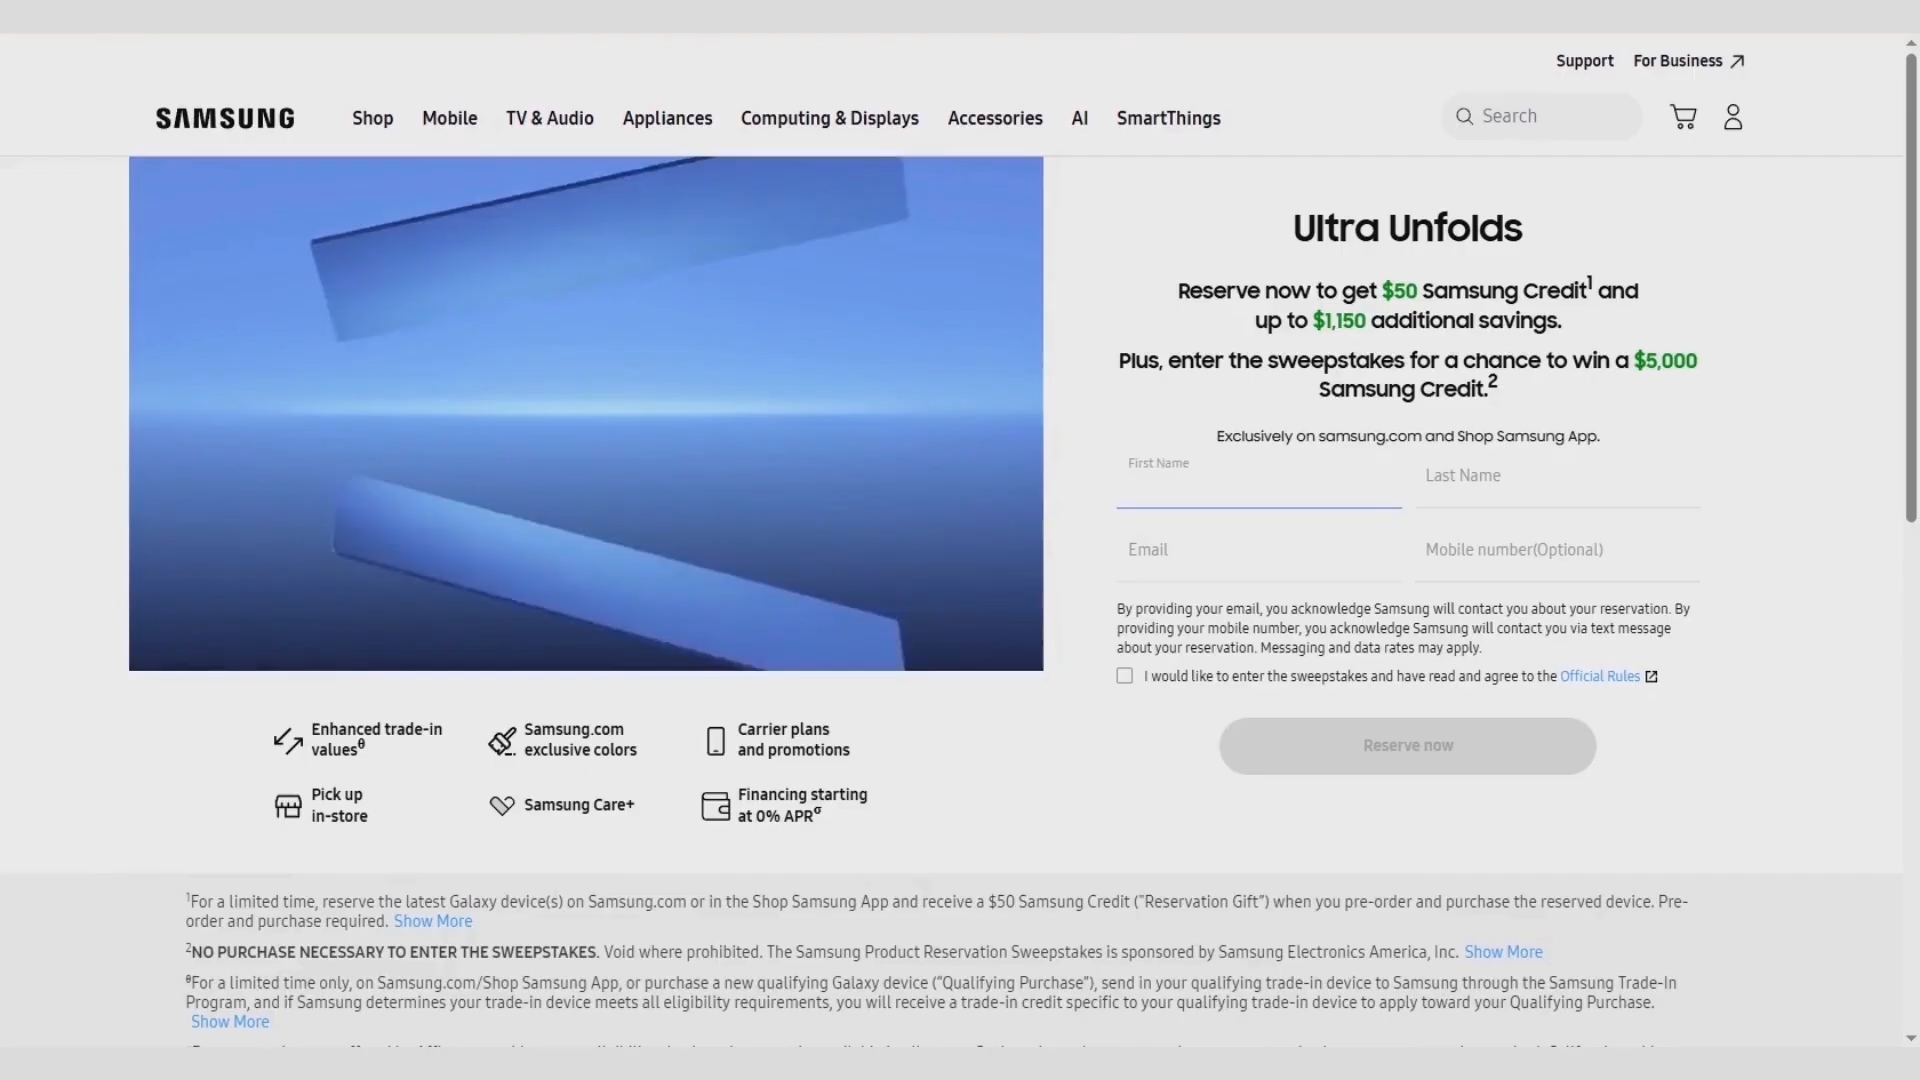 Support For Business
SAMSUNG Shop Mobile TV & Audio Appliances Computing & Displays Accessories AI SmartThings Search
Ultra Unfolds
Reserve now to get $50 Samsung Credit1 and
up to $1,150 additional savings.
Plus, enter the sweepstakes for a chance to win a $5,000
Samsung Credit.2
Exclusively on samsung.com and Shop Samsung App.
First Name
Last Name
Email
Mobile number(Optional)
By providing your email, you acknowledge Samsung will contact you about your reservation. By
providing your mobile number, you acknowledge Samsung will contact you via text message
about your reservation. Messaging and data rates may apply.
I would like to enter the sweepstakes and have read and agree to the Official Rules
Reserve now
Enhanced trade-in
valuesθ
Samsung.com
exclusive colors
Carrier plans
and promotions
Pick up
in-store
Samsung Care+
Financing starting
at 0% APRσ
1For a limited time, reserve the latest Galaxy device(s) on Samsung.com or in the Shop Samsung App and receive a $50 Samsung Credit ("Reservation Gift") when you pre-order and purchase the reserved device. Pre-
order and purchase required. Show More
2NO PURCHASE NECESSARY TO ENTER THE SWEEPSTAKES. Void where prohibited. The Samsung Product Reservation Sweepstakes is sponsored by Samsung Electronics America, Inc. Show More
θFor a limited time only, on Samsung.com/Shop Samsung App, or purchase a new qualifying Galaxy device ("Qualifying Purchase"), send in your qualifying trade-in device to Samsung through the Samsung Trade-In
Program, and if Samsung determines your trade-in device meets all eligibility requirements, you will receive a trade-in credit specific to your qualifying trade-in device to apply toward your Qualifying Purchase.
Show More